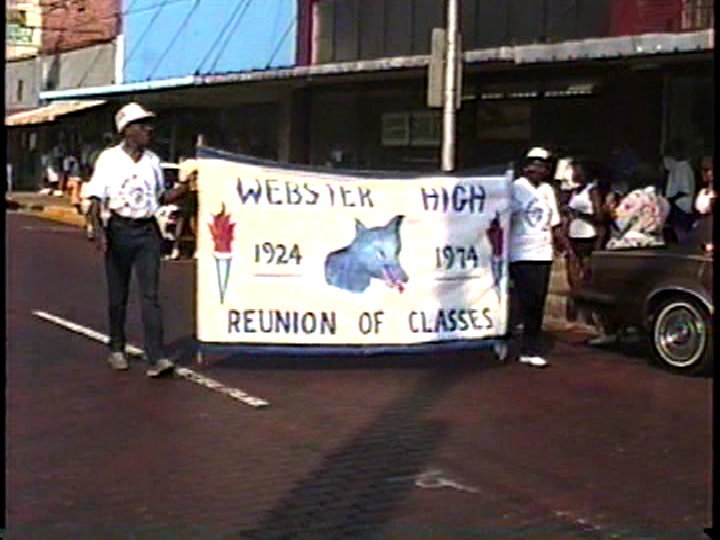 WEBSTER HIGH
1924 1974
REUNION OF CLASSES